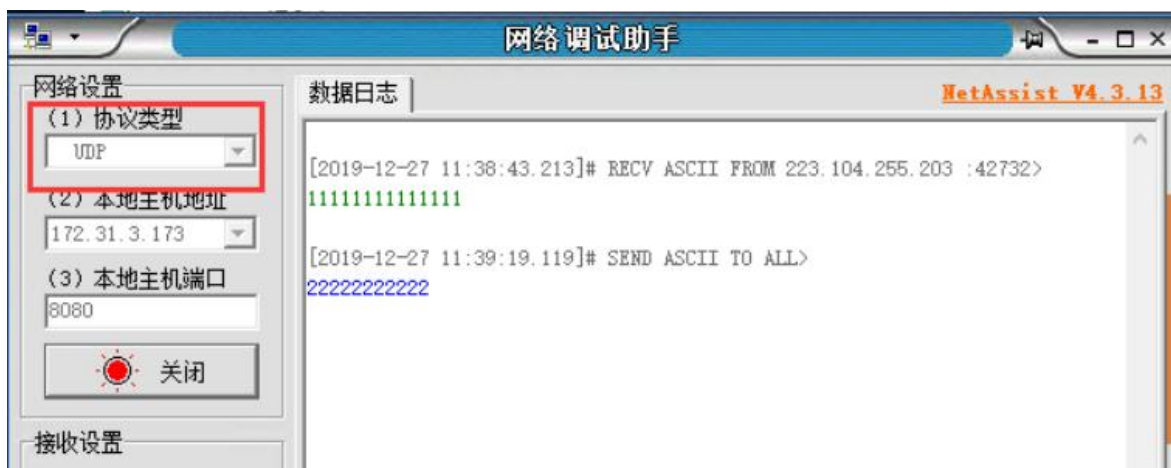 网络调试助手
网络设置
(1) 协议类型
UDP
(2) 本地主机地址
172.31.3.173
(3) 本地主机端口
8080
关闭
接收设置
数据日志
NetAssist V4.3.13
[2019-12-27 11:38:43.213]# RECV ASCII FROM 223.104.255.203 :42732>
11111111111111
[2019-12-27 11:39:19.119]# SEND ASCII TO ALL>
22222222222